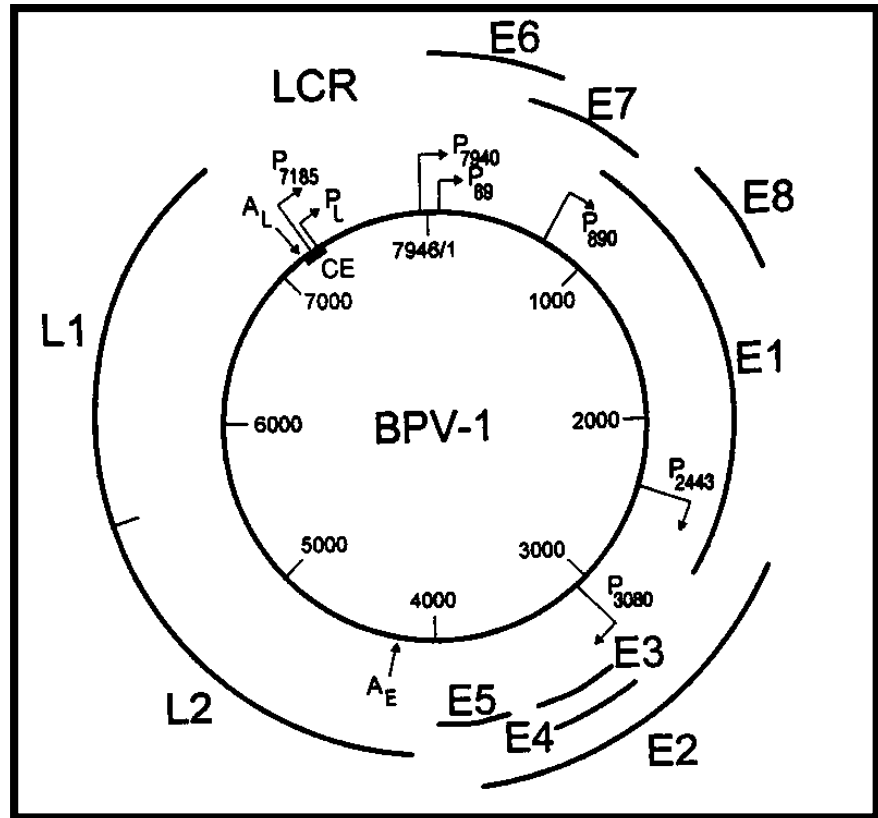 E6
LCR
E7
P7940
P89
P7185
PL
AL
P890
E8
7946/1
CE
7000
1000
L1
E1
6000
BPV-1
2000
P2443
5000
3000
4000
P3080
E3
AE
E5
L2
E4
E2